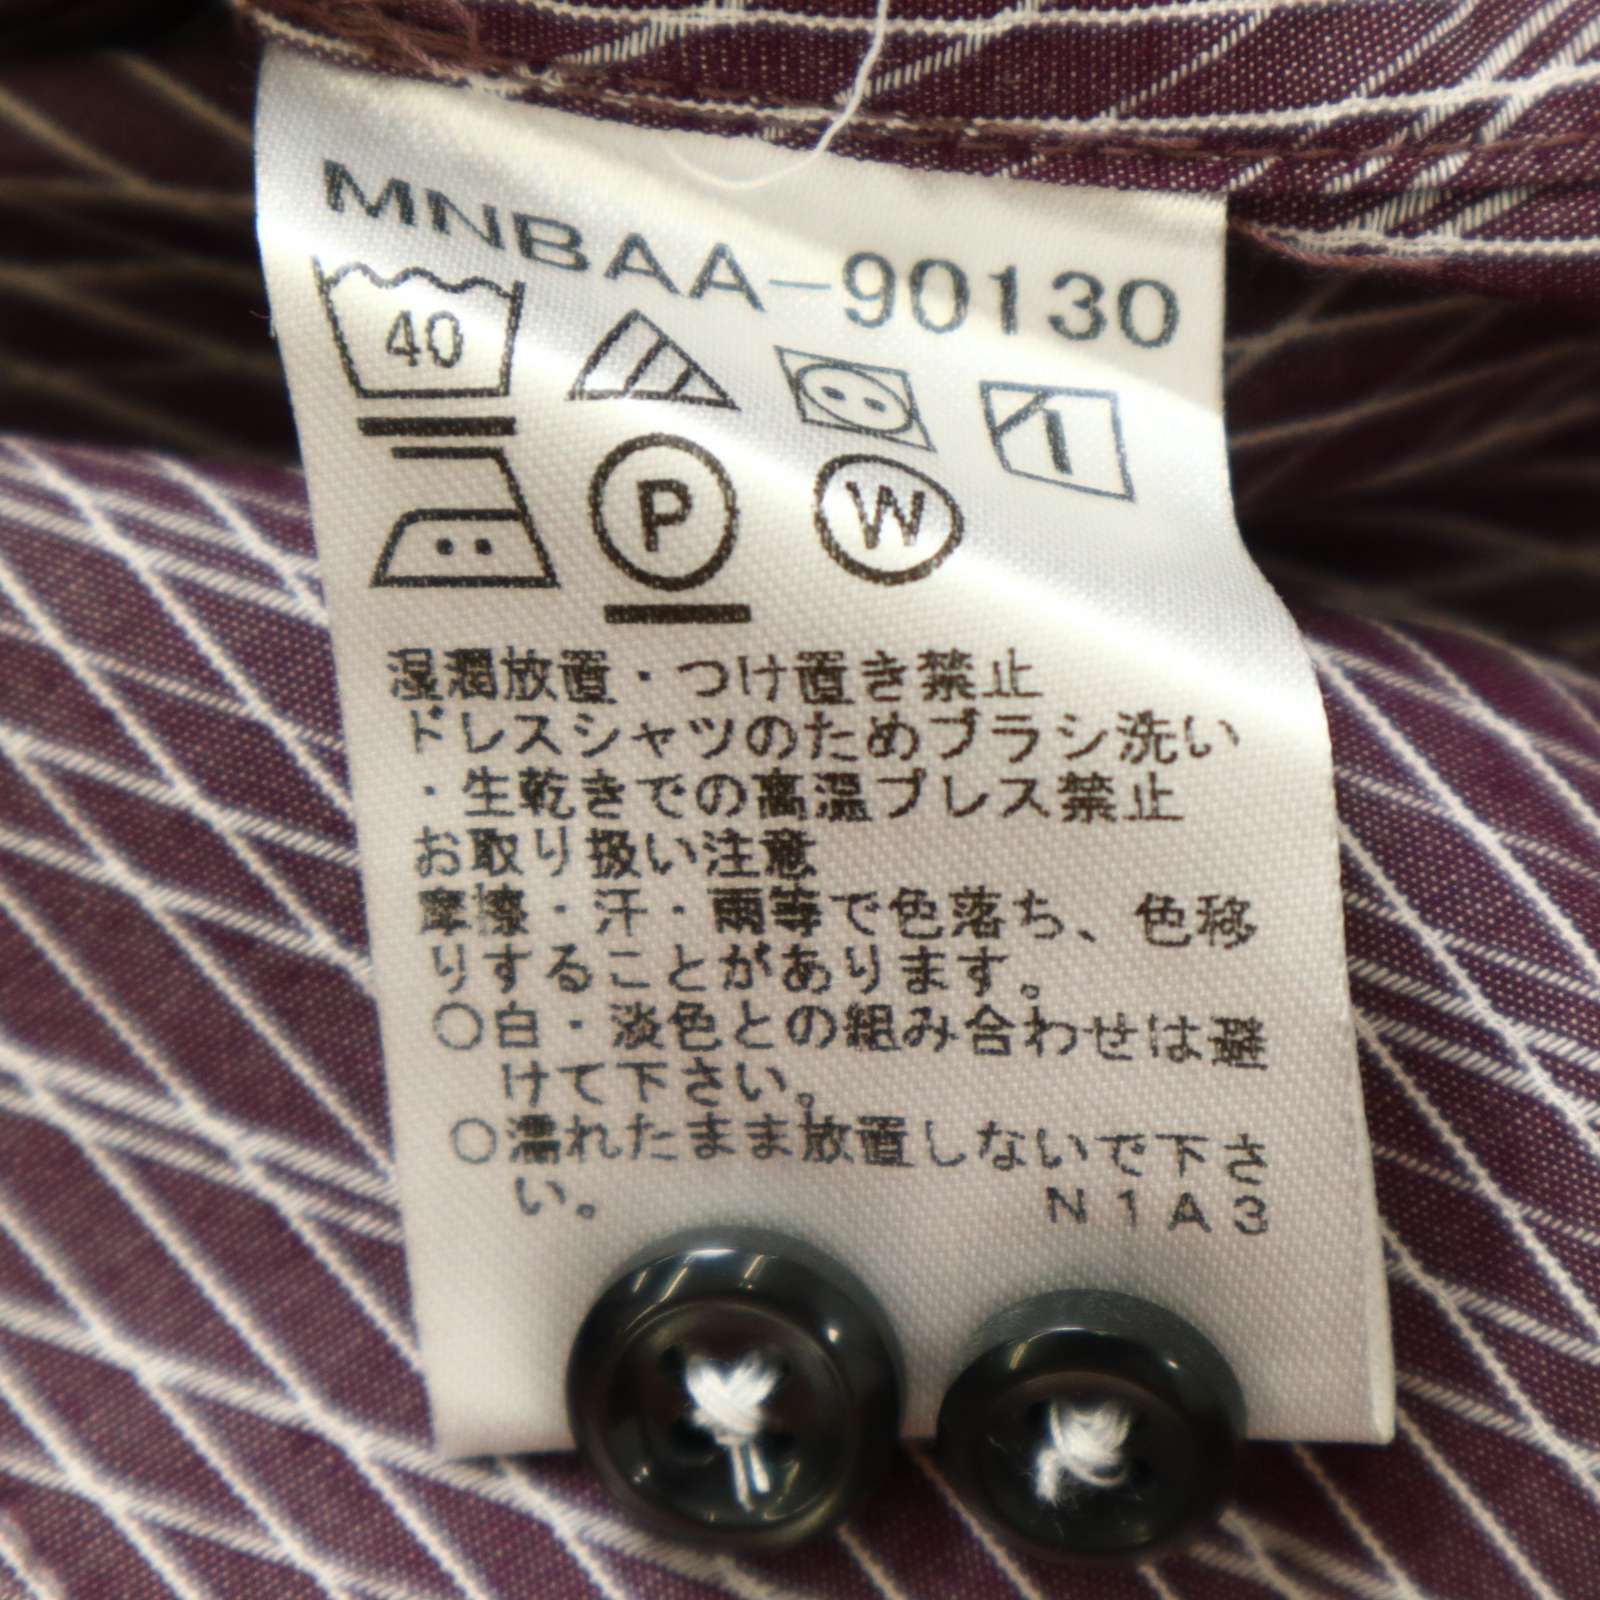 MNBAA-90130
40
P W
湿潤放置・つけ置き禁止
ドレスシャツのためブラシ洗い
・生乾きでの高温プレス禁止
お取り扱い注意
摩擦・汗・雨等で色落ち、色移
りすることがあります。
○白・淡色との組み合わせは避
けて下さい。
○濡れたまま放置しないで下さ
い。 N1A3